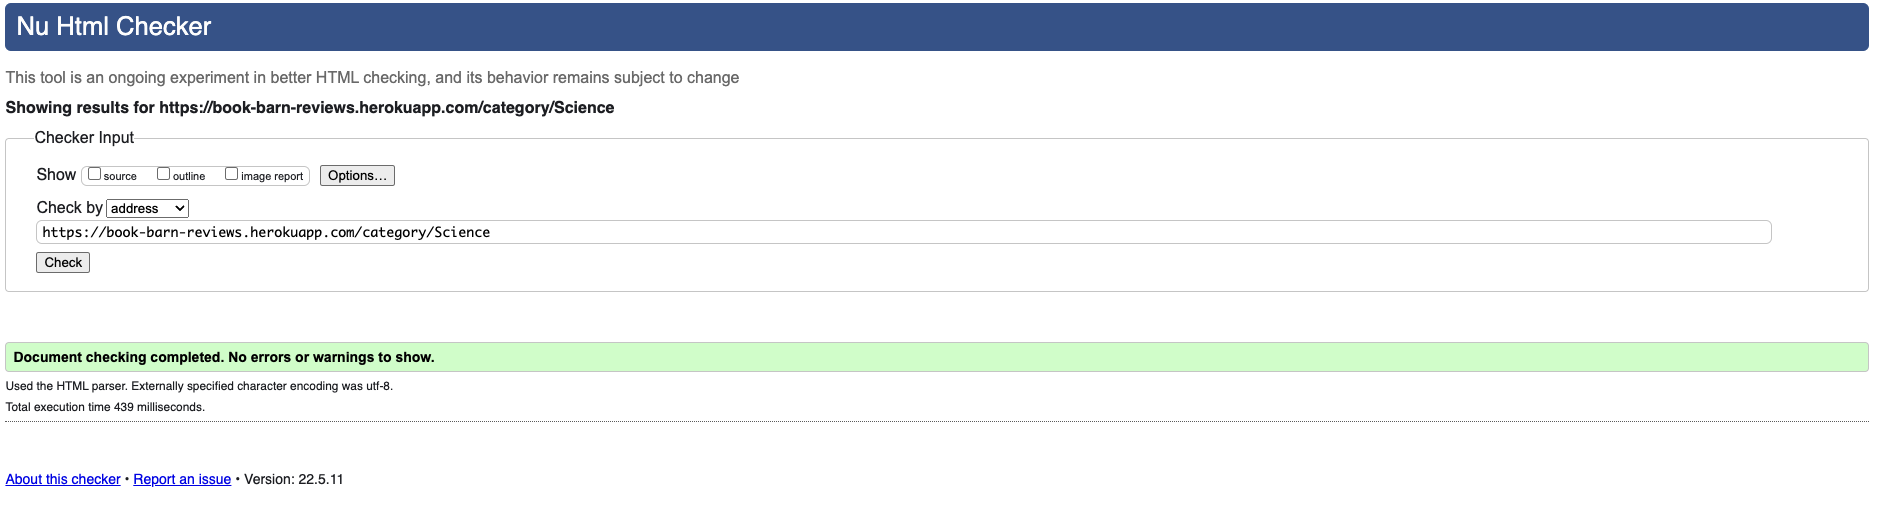 Nu Html Checker
This tool is an ongoing experiment in better HTML checking, and its behavior remains subject to change
Showing results for https://book-barn-reviews.herokuapp.com/category/Science
Checker Input
Show source outline image report Options...
Check by address
https://book-barn-reviews.herokuapp.com/category/Science
Check
Document checking completed. No errors or warnings to show.
Used the HTML parser. Externally specified character encoding was utf-8.
Total execution time 439 milliseconds.
About this checker • Report an issue • Version: 22.5.11